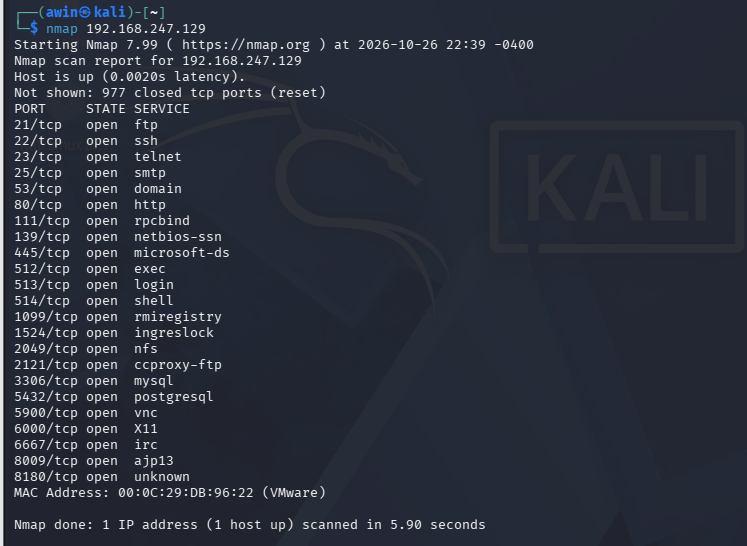 ┌──(awin㉿kali)-[~]
└─$ nmap 192.168.247.129
Starting Nmap 7.99 ( https://nmap.org ) at 2026-10-26 22:39 -0400
Nmap scan report for 192.168.247.129
Host is up (0.0020s latency).
Not shown: 977 closed tcp ports (reset)
PORT     STATE SERVICE
21/tcp   open  ftp
22/tcp   open  ssh
23/tcp   open  telnet
25/tcp   open  smtp
53/tcp   open  domain
80/tcp   open  http
111/tcp  open  rpcbind
139/tcp  open  netbios-ssn
445/tcp  open  microsoft-ds
512/tcp  open  exec
513/tcp  open  login
514/tcp  open  shell
1099/tcp open  rmiregistry
1524/tcp open  ingreslock
2049/tcp open  nfs
2121/tcp open  ccproxy-ftp
3306/tcp open  mysql
5432/tcp open  postgresql
5900/tcp open  vnc
6000/tcp open  X11
6667/tcp open  irc
8009/tcp open  ajp13
8180/tcp open  unknown
MAC Address: 00:0C:29:DB:96:22 (VMware)
Nmap done: 1 IP address (1 host up) scanned in 5.90 seconds
KALI